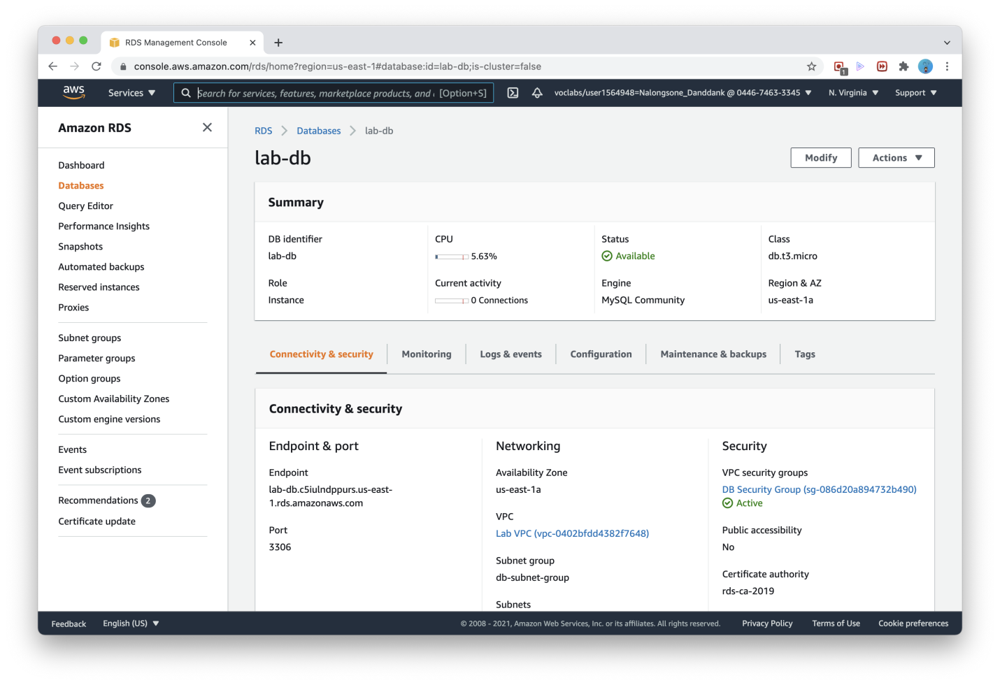 RDS Management Console
console.aws.amazon.com/rds/home?region=us-east-1#database:id=lab-db;is-cluster=false
1
aws
Services
Search for services, features, marketplace products, and
[Option+S]
voclabs/user1564948=Nalongsone_Danddank @ 0446-7463-3345
N. Virginia
Support
Amazon RDS
Dashboard
Databases
Query Editor
Performance Insights
Snapshots
Automated backups
Reserved instances
Proxies
Subnet groups
Parameter groups
Option groups
Custom Availability Zones
Custom engine versions
Events
Event subscriptions
Recommendations 2
Certificate update
RDS > Databases > lab-db
lab-db
Modify
Actions
Summary
DB identifier
lab-db
CPU
5.63%
Status
Available
Class
db.t3.micro
Role
Instance
Current activity
0 Connections
Engine
MySQL Community
Region & AZ
us-east-1a
Connectivity & security
Monitoring
Logs & events
Configuration
Maintenance & backups
Tags
Connectivity & security
Endpoint & port
Endpoint
lab-db.c5iulndppurs.us-east-
1.rds.amazonaws.com
Port
3306
Networking
Availability Zone
us-east-1a
VPC
Lab VPC (vpc-0402bfdd4382f7648)
Subnet group
db-subnet-group
Subnets
Security
VPC security groups
DB Security Group (sg-086d20a894732b490)
Active
Public accessibility
No
Certificate authority
rds-ca-2019
Feedback
English (US)
© 2008 - 2021, Amazon Web Services, Inc. or its affiliates. All rights reserved.
Privacy Policy
Terms of Use
Cookie preferences